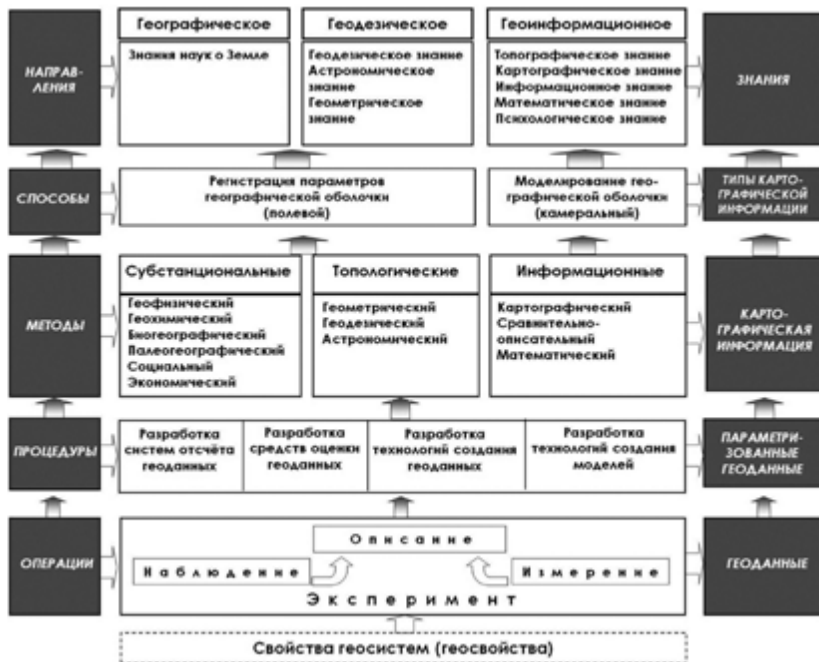 НАПРАВ-
ЛЕНИЯ
Географическое
Знания наук о Земле
Геодезическое
Геодезическое знание
Астрономическое
знание
Геометрическое
знание
Геоинформационное
Топографическое знание
Картографическое знание
Информационное знание
Математическое знание
Психологическое знание
ЗНАНИЯ
СПОСОБЫ
Регистрация параметров
географической оболочки
(полевой)
Моделирование гео-
графической оболочки
(камеральный)
ТИПЫ КАРТО-
ГРАФИЧЕСКОЙ
ИНФОРМАЦИИ
МЕТОДЫ
Субстанциональные
Геофизический
Геохимический
Биогеографический
Палеогеографический
Социальный
Экономический
Топологические
Геометрический
Геодезический
Астрономический
Информационные
Картографический
Сравнительно-
описательный
Математический
КАРТО-
ГРАФИЧЕСКАЯ
ИНФОРМАЦИЯ
ПРОЦЕДУРЫ
Разработка
систем отсчёта
геоданных
Разработка
средств оценки
геоданных
Разработка
технологий создания
геоданных
Разработка
технологий создания
моделей
ПАРАМЕТРИ-
ЗОВАННЫЕ
ГЕОДАННЫЕ
ОПЕРАЦИИ
Описание
Наблюдение
Измерение
Эксперимент
ГЕОДАННЫЕ
Свойства геосистем (геосвойства)